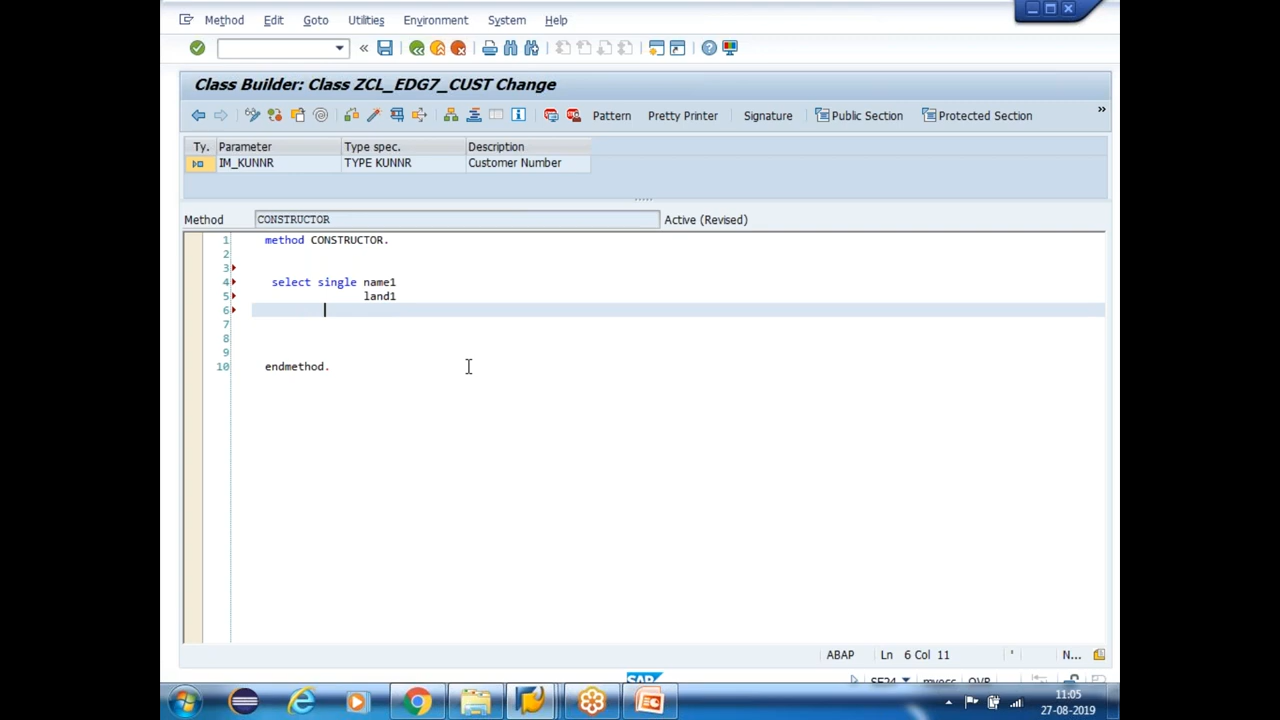 Method Edit Goto Utilities Environment System Help
Class Builder: Class ZCL_EDG7_CUST Change
Pattern Pretty Printer Signature Public Section Protected Section »
Ty. Parameter Type spec. Description
IM_KUNNR TYPE KUNNR Customer Number
Method CONSTRUCTOR Active (Revised)
1 method CONSTRUCTOR.
2
3
4 select single name1
5 land1
6
7
8
9
10 endmethod.
ABAP Ln 6 Col 11 N...
SAP SE24 OVR
11:05
27-08-2019